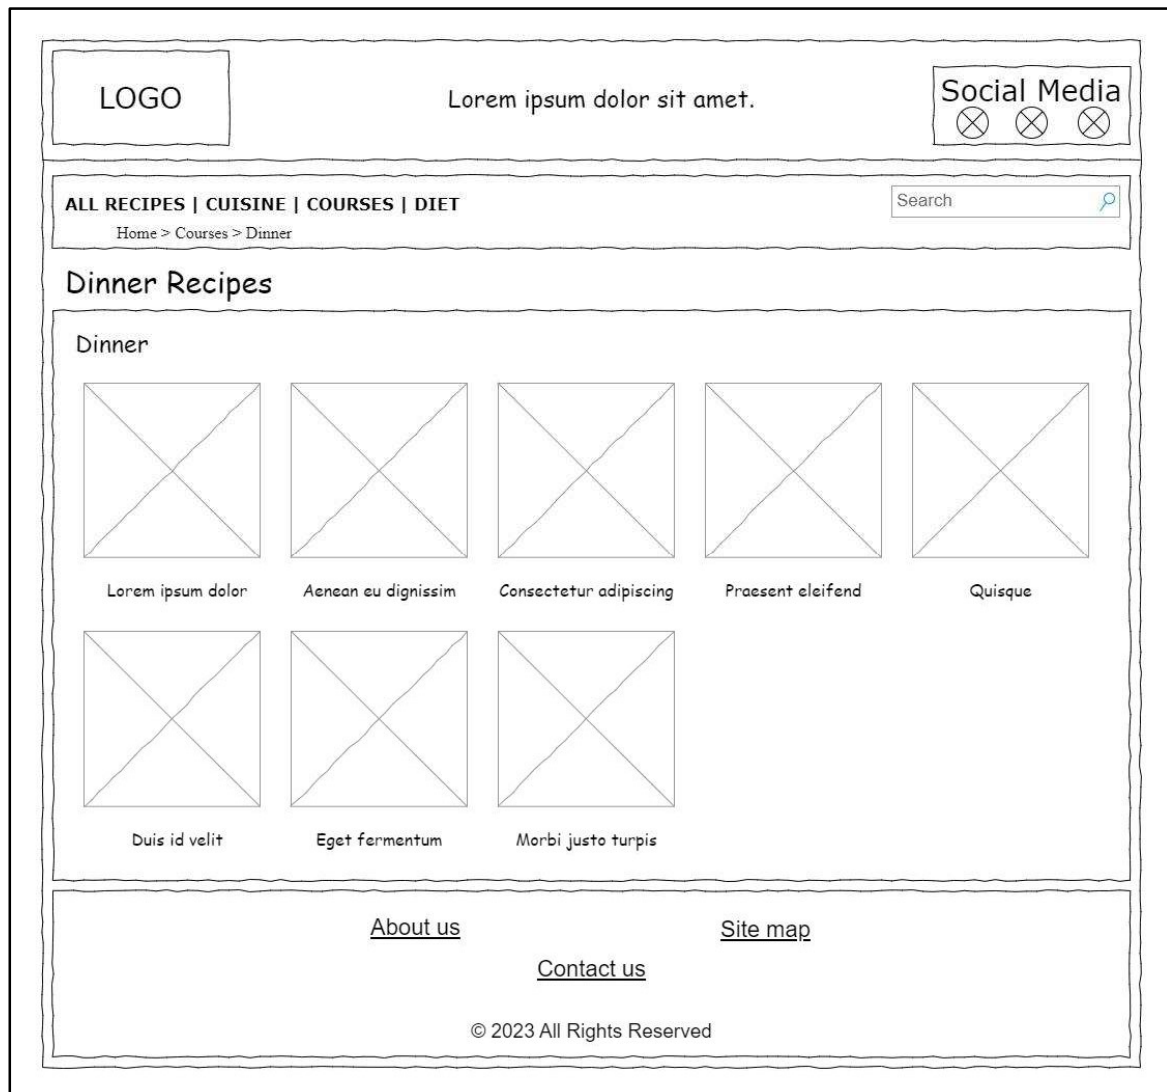 LOGO
Lorem ipsum dolor sit amet.
Social Media
ALL RECIPES | CUISINE | COURSES | DIET
Search
Home > Courses > Dinner
Dinner Recipes
Dinner
Lorem ipsum dolor
Aenean eu dignissim
Consectetur adipiscing
Praesent eleifend
Quisque
Duis id velit
Eget fermentum
Morbi justo turpis
About us
Site map
Contact us
© 2023 All Rights Reserved